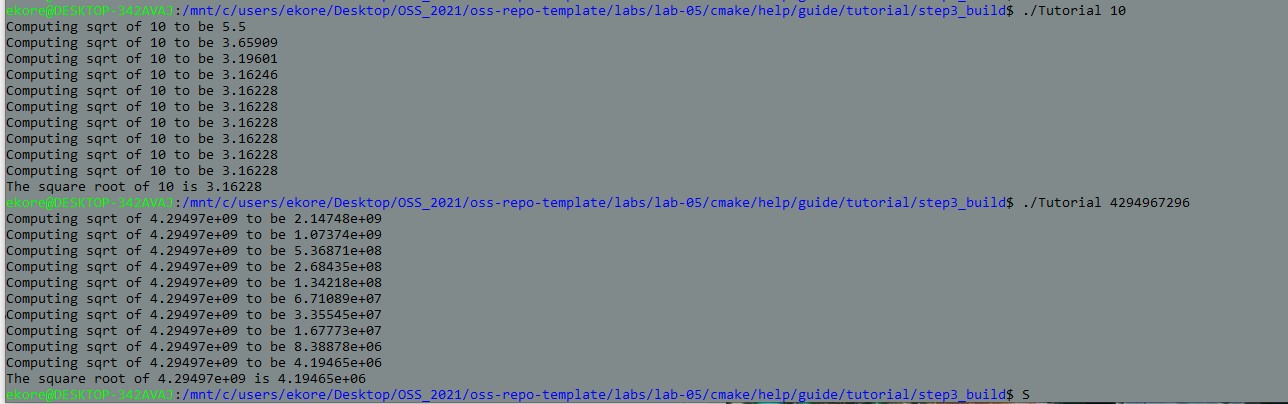 ekore@DESKTOP-342AVAJ:/mnt/c/users/ekore/Desktop/OSS_2021/oss-repo-template/labs/lab-05/cmake/help/guide/tutorial/step3_build$ ./Tutorial 10
Computing sqrt of 10 to be 5.5
Computing sqrt of 10 to be 3.65909
Computing sqrt of 10 to be 3.19601
Computing sqrt of 10 to be 3.16246
Computing sqrt of 10 to be 3.16228
Computing sqrt of 10 to be 3.16228
Computing sqrt of 10 to be 3.16228
Computing sqrt of 10 to be 3.16228
Computing sqrt of 10 to be 3.16228
Computing sqrt of 10 to be 3.16228
The square root of 10 is 3.16228
ekore@DESKTOP-342AVAJ:/mnt/c/users/ekore/Desktop/OSS_2021/oss-repo-template/labs/lab-05/cmake/help/guide/tutorial/step3_build$ ./Tutorial 4294967296
Computing sqrt of 4.29497e+09 to be 2.14748e+09
Computing sqrt of 4.29497e+09 to be 1.07374e+09
Computing sqrt of 4.29497e+09 to be 5.36871e+08
Computing sqrt of 4.29497e+09 to be 2.68435e+08
Computing sqrt of 4.29497e+09 to be 1.34218e+08
Computing sqrt of 4.29497e+09 to be 6.71089e+07
Computing sqrt of 4.29497e+09 to be 3.35545e+07
Computing sqrt of 4.29497e+09 to be 1.67773e+07
Computing sqrt of 4.29497e+09 to be 8.38878e+06
Computing sqrt of 4.29497e+09 to be 4.19465e+06
The square root of 4.29497e+09 is 4.19465e+06
ekore@DESKTOP-342AVAJ:/mnt/c/users/ekore/Desktop/OSS_2021/oss-repo-template/labs/lab-05/cmake/help/guide/tutorial/step3_build$ S